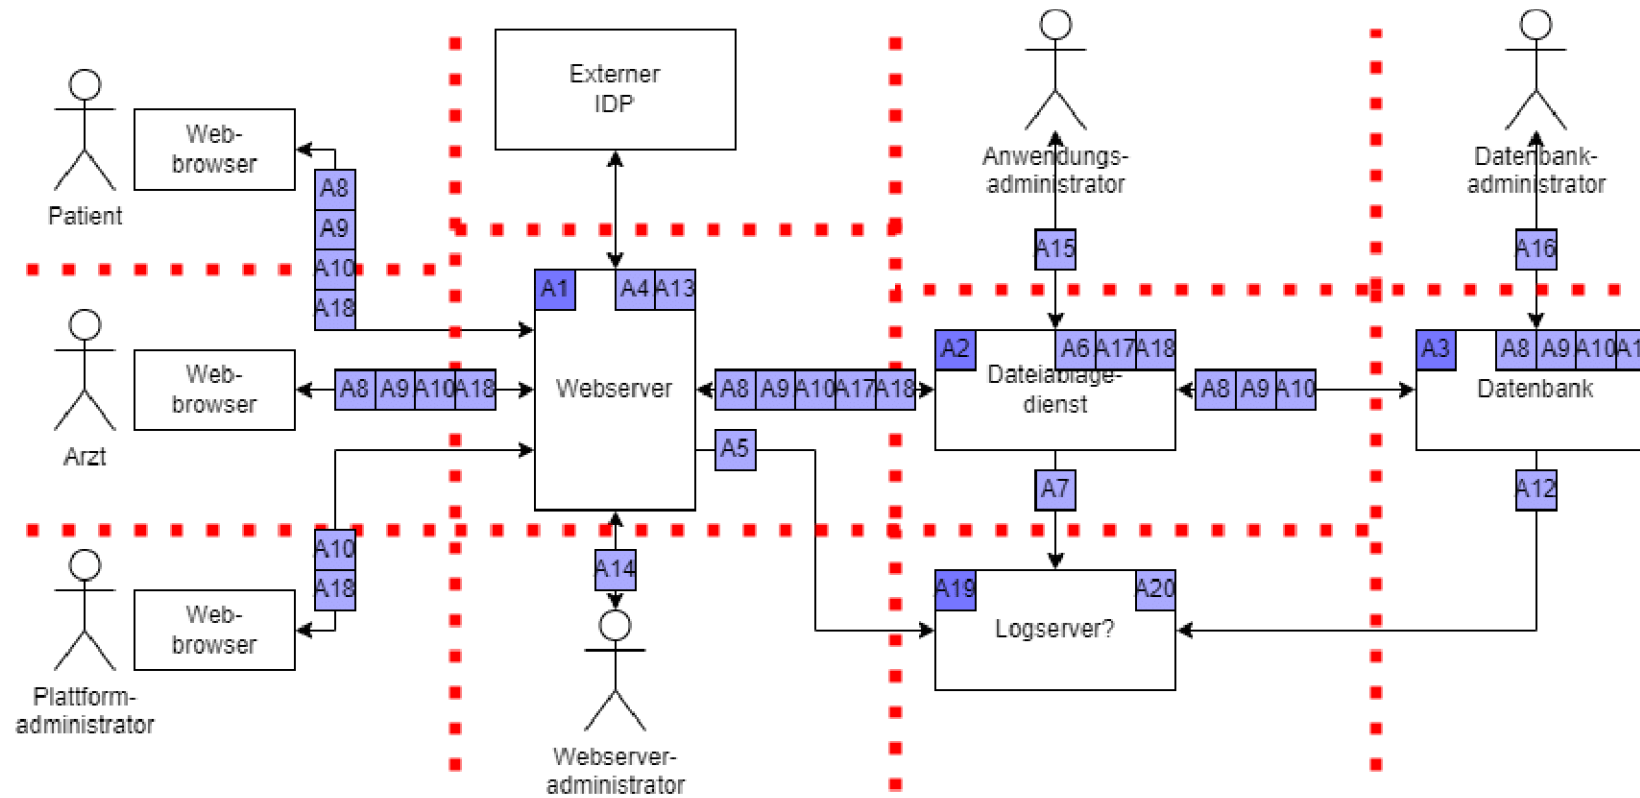 Externer
IDP
Web-
browser
Patient
Anwendungs-
administrator
Datenbank-
administrator
A8
A9
A10
A18
A15
A16
A1
A4
A13
Web-
browser
Arzt
A8
A9
A10
A18
Webserver
A8
A9
A10
A17
A18
A2
A6
A17
A18
Dateiablage-
dienst
A8
A9
A10
A3
A8
A9
A10
Datenbank
A5
A7
A12
A10
A18
A14
A19
A20
Logserver?
Web-
browser
Plattform-
administrator
Webserver-
administrator